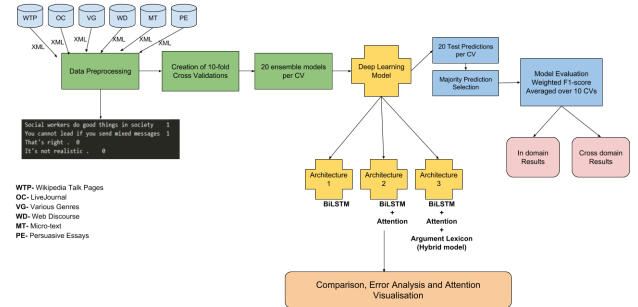 WTP
OC
VG
WD
MT
PE
XML
XML
XML
XML
XML
XML
Data Preprocessing
Creation of 10-fold
Cross Validations
20 ensemble models
per CV
Deep Learning
Model
20 Test Predictions
per CV
Majority Prediction
Selection
Model Evaluation
Weighted F1-score
Averaged over 10 CVs
In domain
Results
Cross domain
Results
Social workers do good things in society 1
You cannot lead if you send mixed messages 1
That's right . 0
It's not realistic . 0
Architecture
1
Architecture
2
Architecture
3
BiLSTM
BiLSTM
+
Attention
BiLSTM
+
Attention
+
Argument Lexicon
(Hybrid model)
WTP- Wikipedia Talk Pages
OC- LiveJournal
VG- Various Genres
WD- Web Discourse
MT- Micro-text
PE- Persuasive Essays
Comparison, Error Analysis and Attention
Visualisation